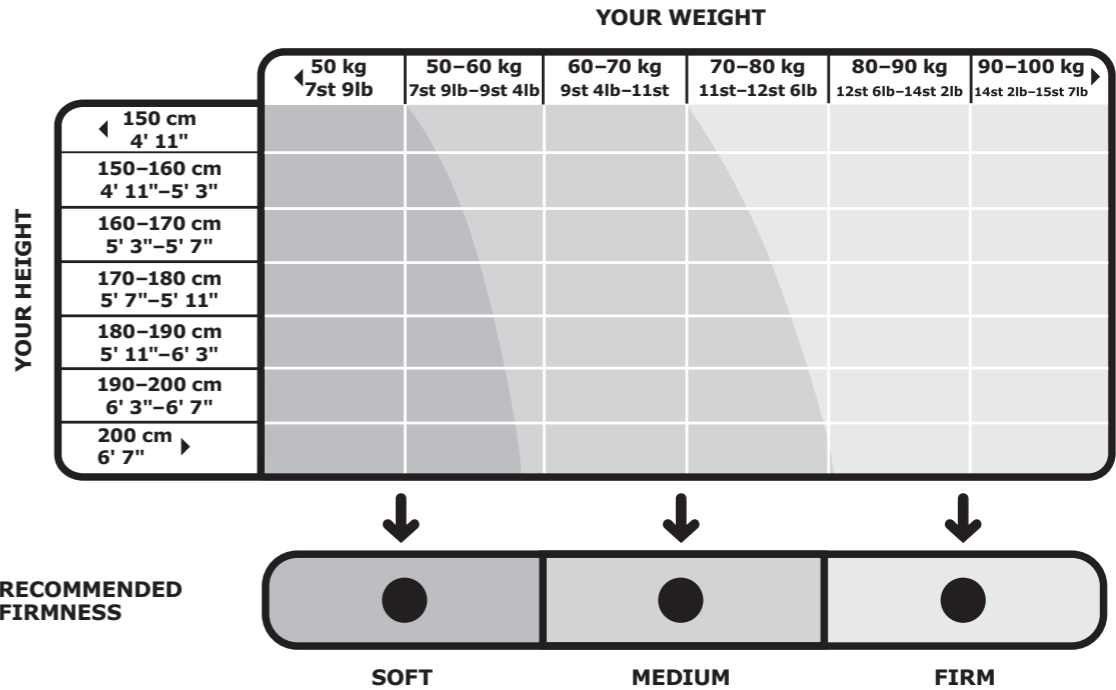 YOUR WEIGHT
50 kg
7st 9lb
50–60 kg
7st 9lb–9st 4lb
60–70 kg
9st 4lb–11st
70–80 kg
11st–12st 6lb
80–90 kg
12st 6lb–14st 2lb
90–100 kg
14st 2lb–15st 7lb
YOUR HEIGHT
150 cm
4' 11"
150–160 cm
4' 11"–5' 3"
160–170 cm
5' 3"–5' 7"
170–180 cm
5' 7"–5' 11"
180–190 cm
5' 11"–6' 3"
190–200 cm
6' 3"–6' 7"
200 cm
6' 7"
RECOMMENDED
FIRMNESS
SOFT
MEDIUM
FIRM